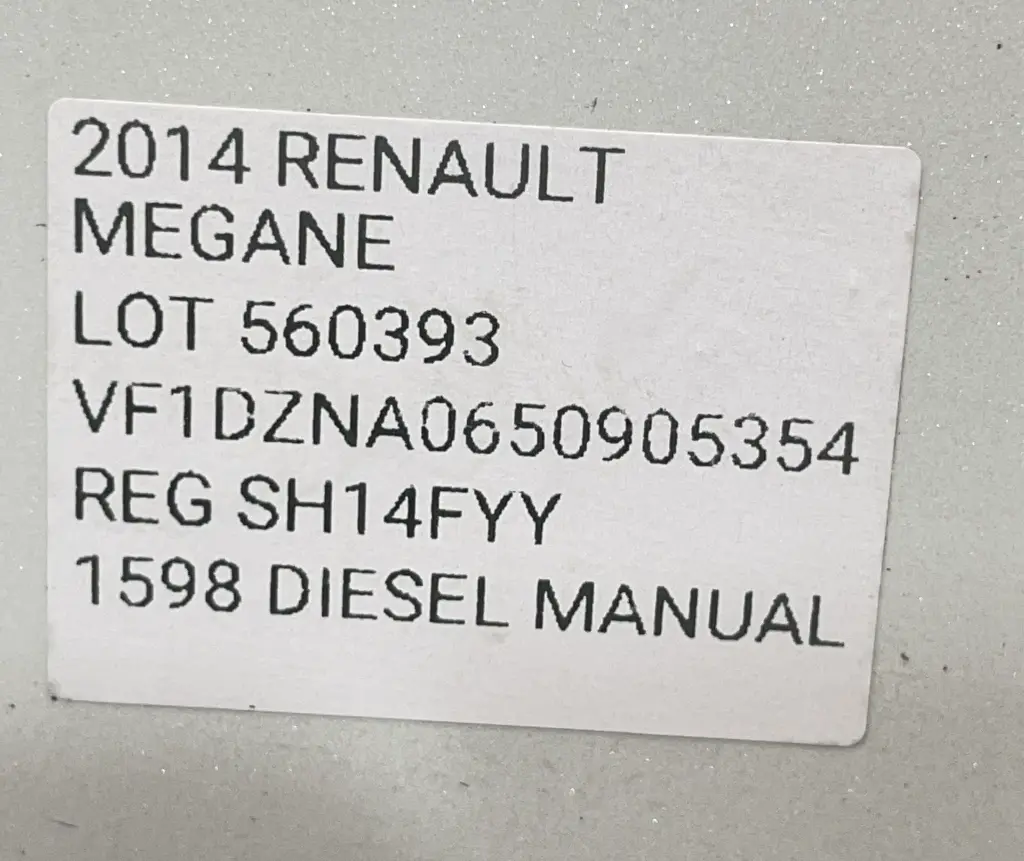 2014 RENAULT
MEGANE
LOT 560393
VF1DZNA0650905354
REG SH14FYY
1598 DIESEL MANUAL